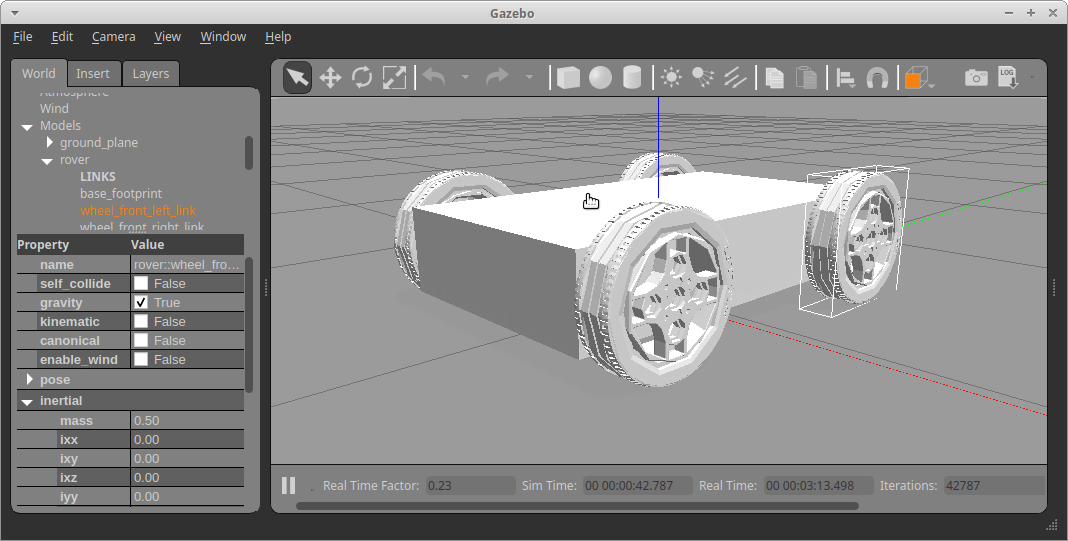 Gazebo
File Edit Camera View Window Help
World Insert Layers
LOG
Atmosphere
Wind
Models
ground_plane
rover
LINKS
base_footprint
wheel_front_left_link
wheel_front_right_link
Property Value
name rover::wheel_fro...
self_collide False
gravity True
kinematic False
canonical False
enable_wind False
pose
inertial
mass 0.50
ixx 0.00
ixy 0.00
ixz 0.00
iyy 0.00
Real Time Factor: 0.23 Sim Time: 00 00:00:42.787 Real Time: 00 00:03:13.498 Iterations: 42787